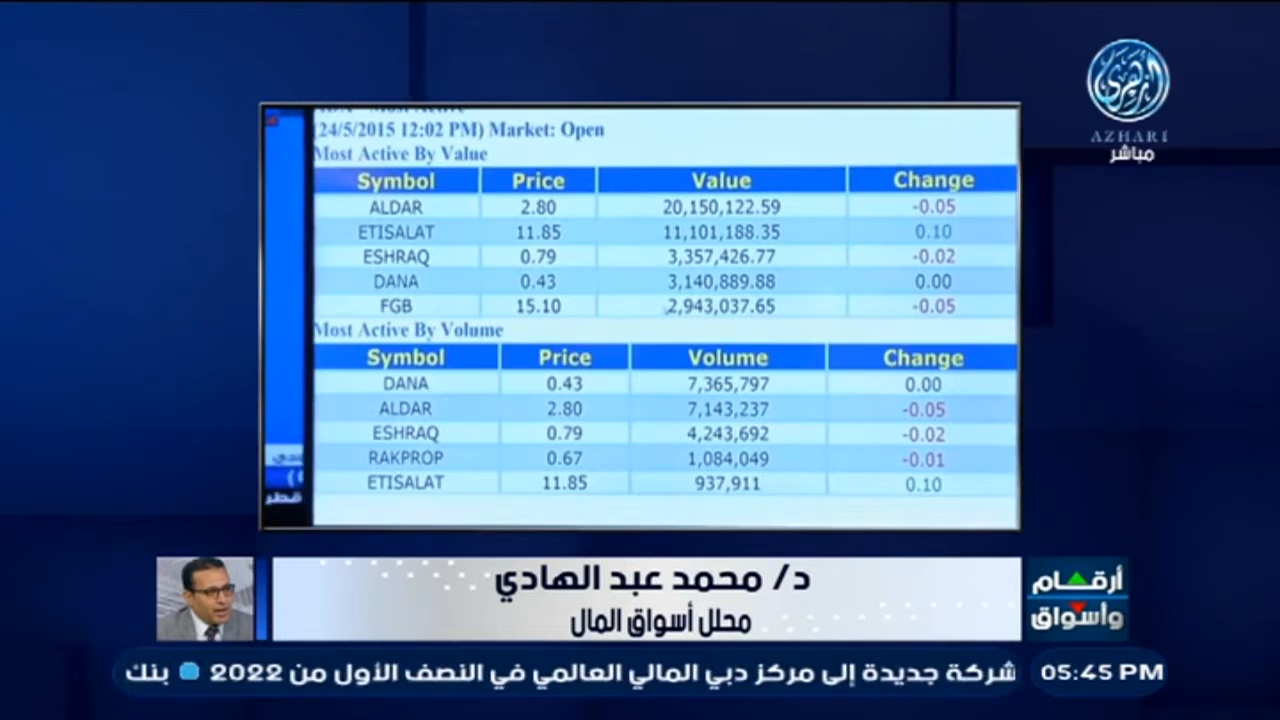 AZHARI
مباشر
(24/5/2015 12:02 PM) Market: Open
Most Active By Value
Symbol Price Value Change
ALDAR 2.80 20,150,122.59 -0.05
ETISALAT 11.85 11,101,188.35 0.10
ESHRAQ 0.79 3,357,426.77 -0.02
DANA 0.43 3,140,889.88 0.00
FGB 15.10 2,943,037.65 -0.05
Most Active By Volume
Symbol Price Volume Change
DANA 0.43 7,365,797 0.00
ALDAR 2.80 7,143,237 -0.05
ESHRAQ 0.79 4,243,692 -0.02
RAKPROP 0.67 1,084,049 -0.01
ETISALAT 11.85 937,911 0.10
قطر
د/ محمد عبد الهادي
محلل أسواق المال
أرقام
وأسواق
شركة جديدة إلى مركز دبي المالي العالمي في النصف الأول من 2022 بنك
05:45 PM